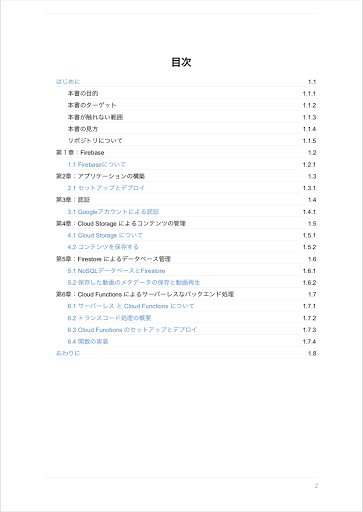 目次
はじめに 1.1
本書の目的 1.1.1
本書のターゲット 1.1.2
本書が触れない範囲 1.1.3
本書の見方 1.1.4
リポジトリについて 1.1.5
第1章：Firebase 1.2
1.1 Firebaseについて 1.2.1
第2章：アプリケーションの構築 1.3
2.1 セットアップとデプロイ 1.3.1
第3章：認証 1.4
3.1 Googleアカウントによる認証 1.4.1
第4章：Cloud Storage によるコンテンツの管理 1.5
4.1 Cloud Storage について 1.5.1
4.2 コンテンツを保存する 1.5.2
第5章：Firestore によるデータベース管理 1.6
5.1 NoSQLデータベースとFirestore 1.6.1
5.2 保存した動画のメタデータの保存と動画再生 1.6.2
第6章：Cloud Functions によるサーバーレスなバックエンド処理 1.7
6.1 サーバーレス と Cloud Functions について 1.7.1
6.2 トランスコード処理の概要 1.7.2
6.3 Cloud Functions のセットアップとデプロイ 1.7.3
6.4 関数の実装 1.7.4
おわりに 1.8
2